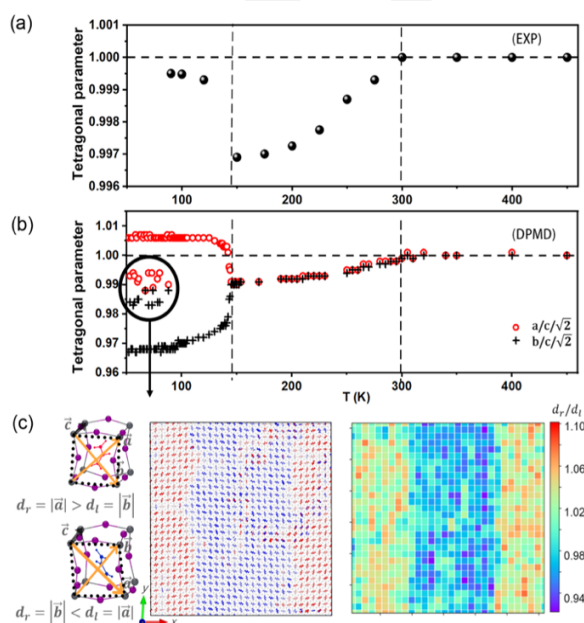 (a)
Tetragonal parameter
1.000
0.999
0.998
0.997
0.996
(EXP)
100 200 300 400
(b)
Tetragonal parameter
1.01
1.00
0.99
0.98
0.97
0.96
(DPMD)
a/c/√2
b/c/√2
100 200 300 400
T (K)
(c)
c⃗
a⃗
d_r = |a⃗| > d_l = |b⃗|
c⃗
b⃗
d_r = |b⃗| < d_l = |a⃗|
y
x
d_r/d_l
1.10
1.06
1.02
0.98
0.94